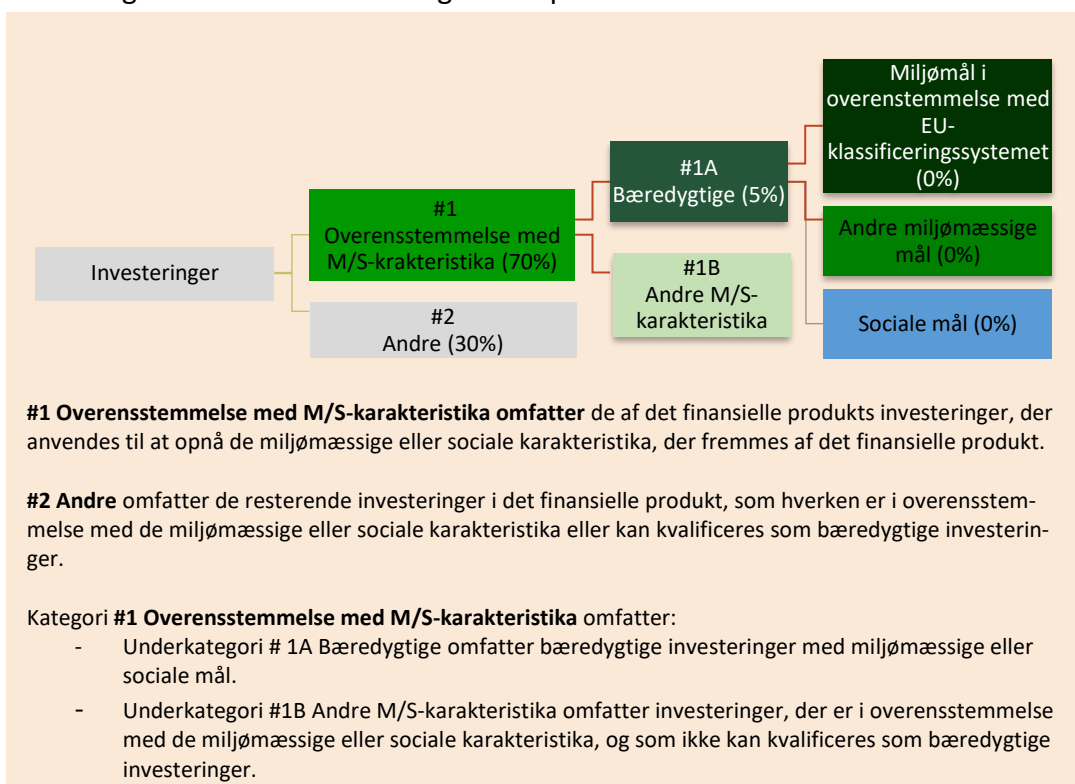 Investeringer
#1
Overensstemmelse med
M/S-krakteristika (70%)
#2
Andre (30%)
#1A
Bæredygtige (5%)
#1B
Andre M/S-
karakteristika
Miljømål i
overenstemmelse med
EU-
klassificeringssystemet
(0%)
Andre miljømæssige
mål (0%)
Sociale mål (0%)
#1 Overensstemmelse med M/S-karakteristika omfatter de af det finansielle produkts investeringer, der
anvendes til at opnå de miljømæssige eller sociale karakteristika, der fremmes af det finansielle produkt.
#2 Andre omfatter de resterende investeringer i det finansielle produkt, som hverken er i overensstem-
melse med de miljømæssige eller sociale karakteristika eller kan kvalificeres som bæredygtige investerin-
ger.
Kategori #1 Overensstemmelse med M/S-karakteristika omfatter:
- Underkategori # 1A Bæredygtige omfatter bæredygtige investeringer med miljømæssige eller
sociale mål.
- Underkategori #1B Andre M/S-karakteristika omfatter investeringer, der er i overensstemmelse
med de miljømæssige eller sociale karakteristika, og som ikke kan kvalificeres som bæredygtige
investeringer.